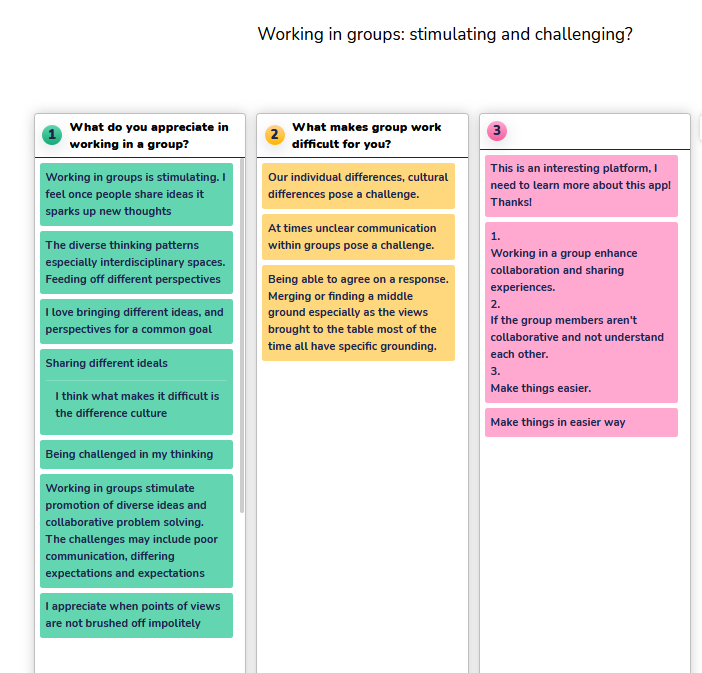 Working in groups: stimulating and challenging?
1
What do you appreciate in
working in a group?
Working in groups is stimulating. I
feel once people share ideas it
sparks up new thoughts
The diverse thinking patterns
especially interdisciplinary spaces.
Feeding off different perspectives
I love bringing different ideas, and
perspectives for a common goal
Sharing different ideals
I think what makes it difficult is
the difference culture
Being challenged in my thinking
Working in groups stimulate
promotion of diverse ideas and
collaborative problem solving.
The challenges may include poor
communication, differing
expectations and expectations
I appreciate when points of views
are not brushed off impolitely
2
What makes group work
difficult for you?
Our individual differences, cultural
differences pose a challenge.
At times unclear communication
within groups pose a challenge.
Being able to agree on a response.
Merging or finding a middle
ground especially as the views
brought to the table most of the
time all have specific grounding.
3
This is an interesting platform, I
need to learn more about this app!
Thanks!
1.
Working in a group enhance
collaboration and sharing
experiences.
2.
If the group members aren't
collaborative and not understand
each other.
3.
Make things easier.
Make things in easier way